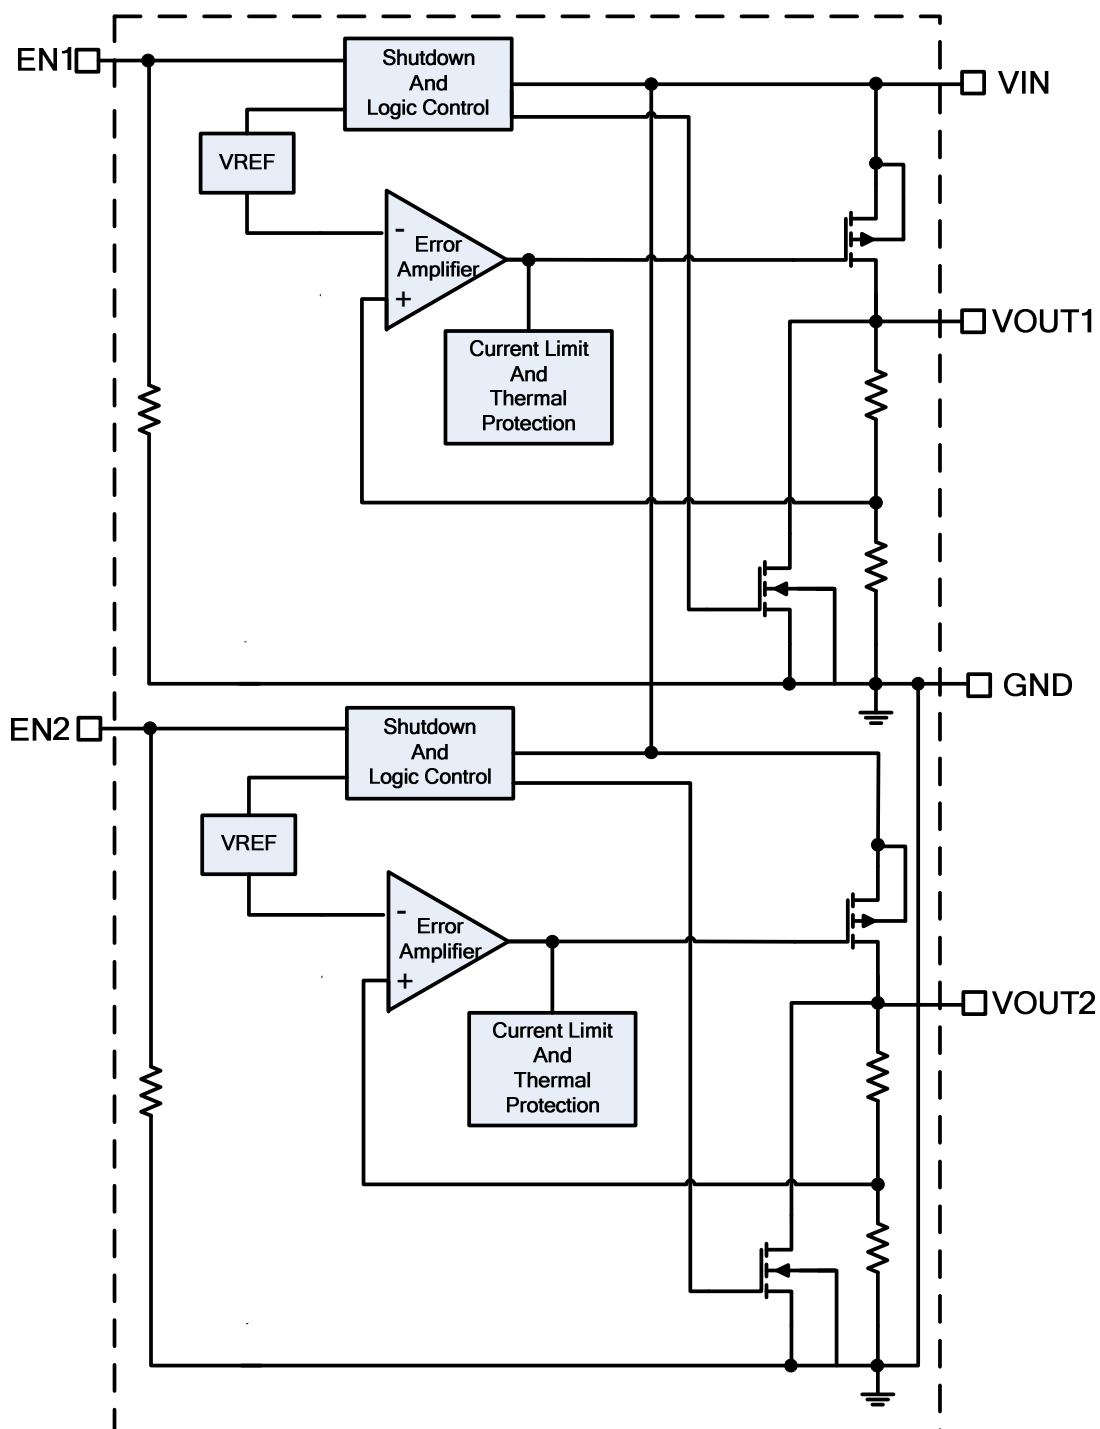 EN1
Shutdown
And
Logic Control
VIN
VREF
-
Error
Amplifier
+
Current Limit
And
Thermal
Protection
VOUT1
GND
EN2
Shutdown
And
Logic Control
VREF
-
Error
Amplifier
+
Current Limit
And
Thermal
Protection
VOUT2